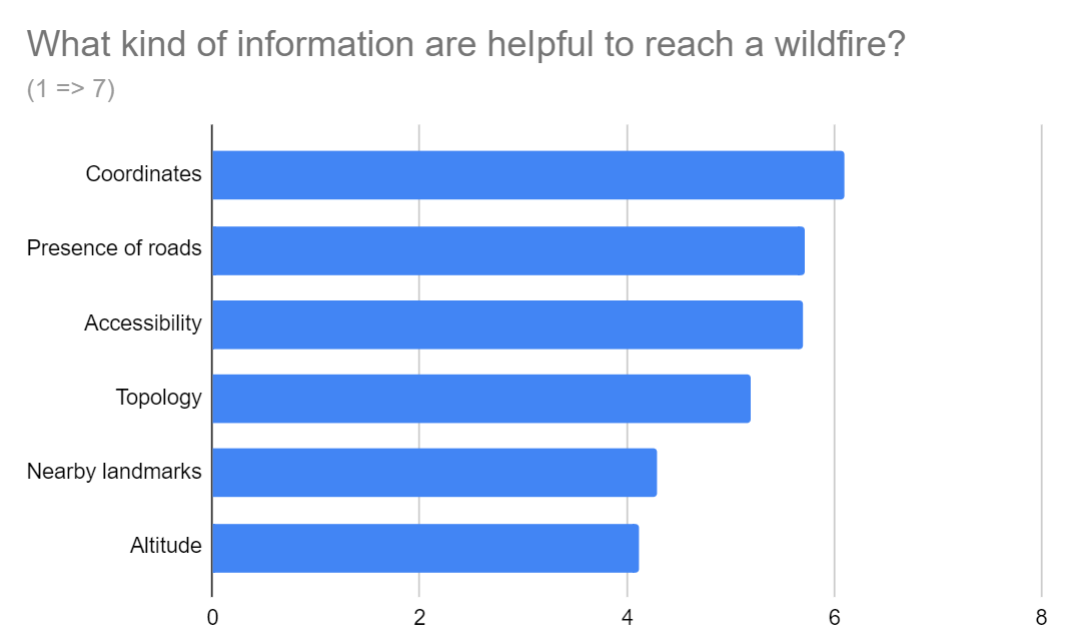 What kind of information are helpful to reach a wildfire?
(1 => 7)
Coordinates
Presence of roads
Accessibility
Topology
Nearby landmarks
Altitude
0 2 4 6 8